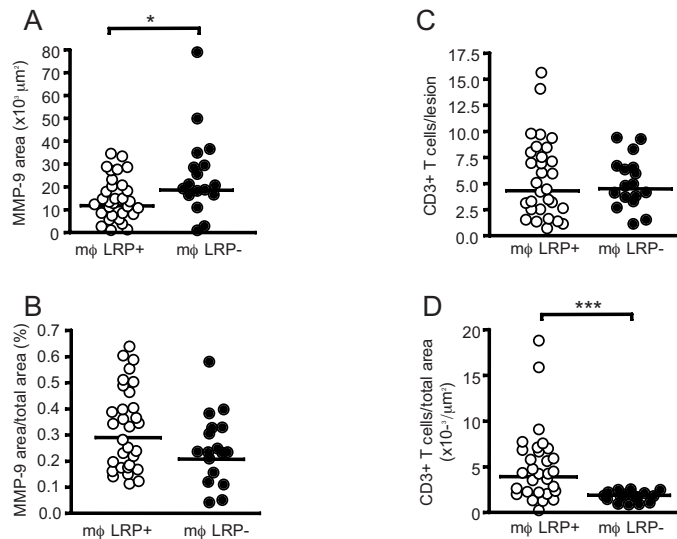 A
*
MMP-9 area (x10³ μm²)
80
70
60
50
40
30
20
10
0
mϕ LRP+ mϕ LRP-
B
MMP-9 area/total area (%)
0.7
0.6
0.5
0.4
0.3
0.2
0.1
0.0
mϕ LRP+ mϕ LRP-
C
CD3+ T cells/lesion
17.5
15.0
12.5
10.0
7.5
5.0
2.5
0.0
mϕ LRP+ mϕ LRP-
D
***
CD3+ T cells/total area
(x10-³/μm²)
20
15
10
5
0
mϕ LRP+ mϕ LRP-